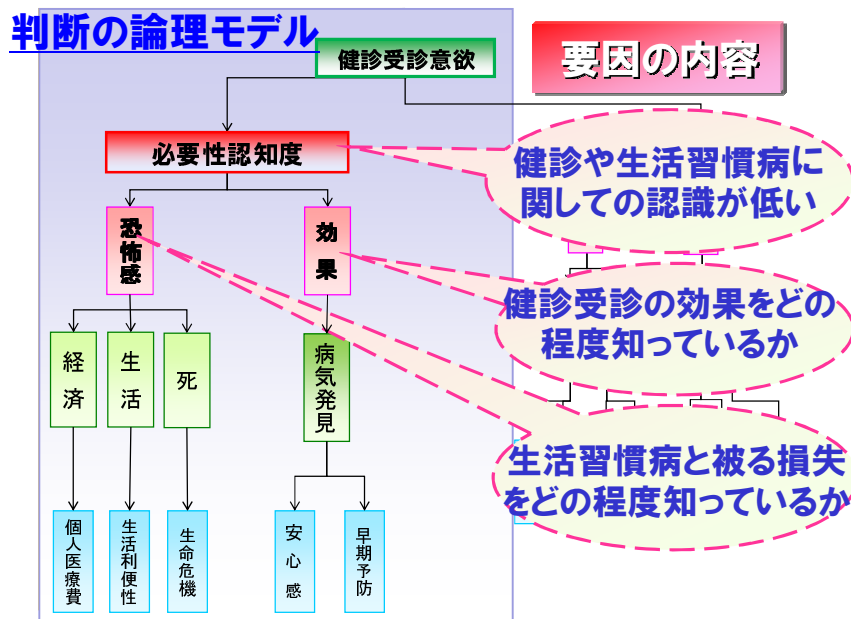 判断の論理モデル
健診受診意欲
要因の内容
必要性認知度
健診や生活習慣病に
関しての認識が低い
恐怖感
効果
健診受診の効果をどの
程度知っているか
経済
生活
死
病気発見
生活習慣病と被る損失
をどの程度知っているか
個人医療費
生活利便性
生命危機
安心感
早期予防